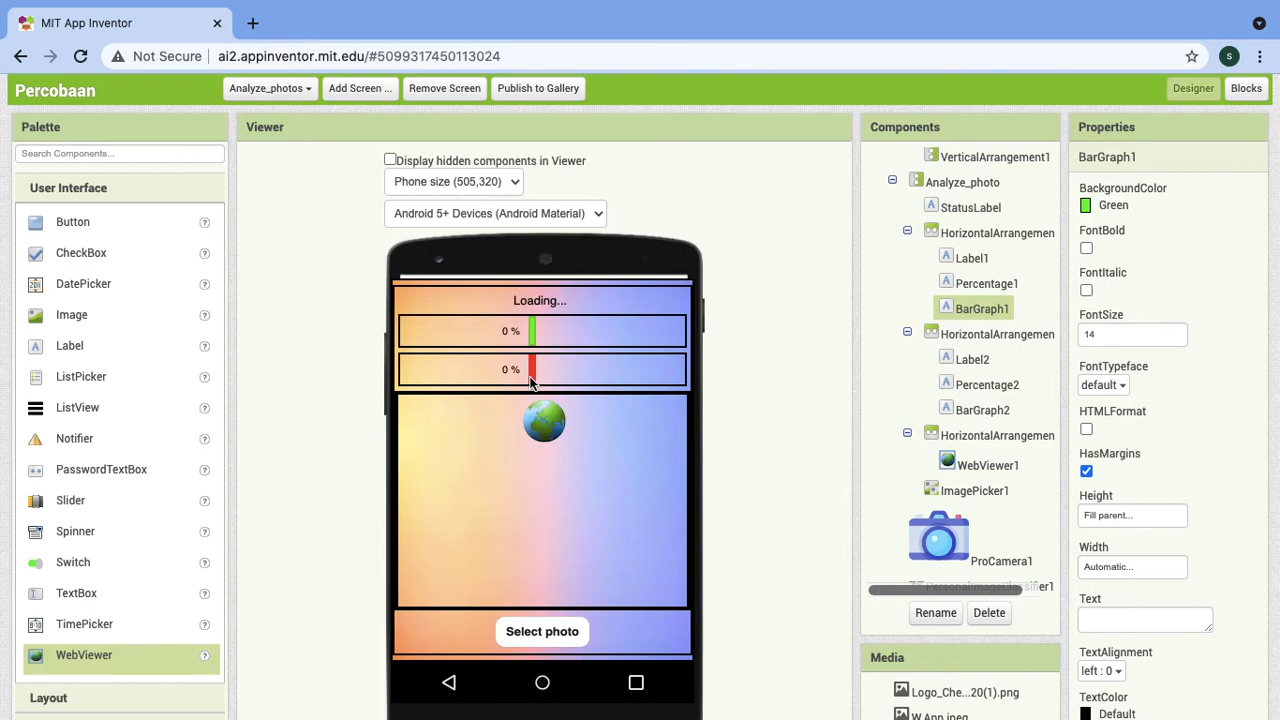 MIT App Inventor
Not Secure
ai2.appinventor.mit.edu/#5099317450113024
S
Percobaan
Analyze_photos
Add Screen ...
Remove Screen
Publish to Gallery
Designer
Blocks
Palette
Search Components...
User Interface
Button
CheckBox
DatePicker
Image
Label
ListPicker
ListView
Notifier
PasswordTextBox
Slider
Spinner
Switch
TextBox
TimePicker
WebViewer
Layout
Viewer
Display hidden components in Viewer
Phone size (505,320)
Android 5+ Devices (Android Material)
Loading...
0 %
0 %
Select photo
Components
VerticalArrangement1
Analyze_photo
StatusLabel
HorizontalArrangemen
Label1
Percentage1
BarGraph1
HorizontalArrangemen
Label2
Percentage2
BarGraph2
HorizontalArrangemen
WebViewer1
ImagePicker1
ProCamera1
PersonalImageClassifier1
Rename
Delete
Media
Logo_Che...20(1).png
W App.jpeg
Properties
BarGraph1
BackgroundColor
Green
FontBold
FontItalic
FontSize
14
FontTypeface
default
HTMLFormat
HasMargins
Height
Fill parent...
Width
Automatic...
Text
TextAlignment
left : 0
TextColor
Default